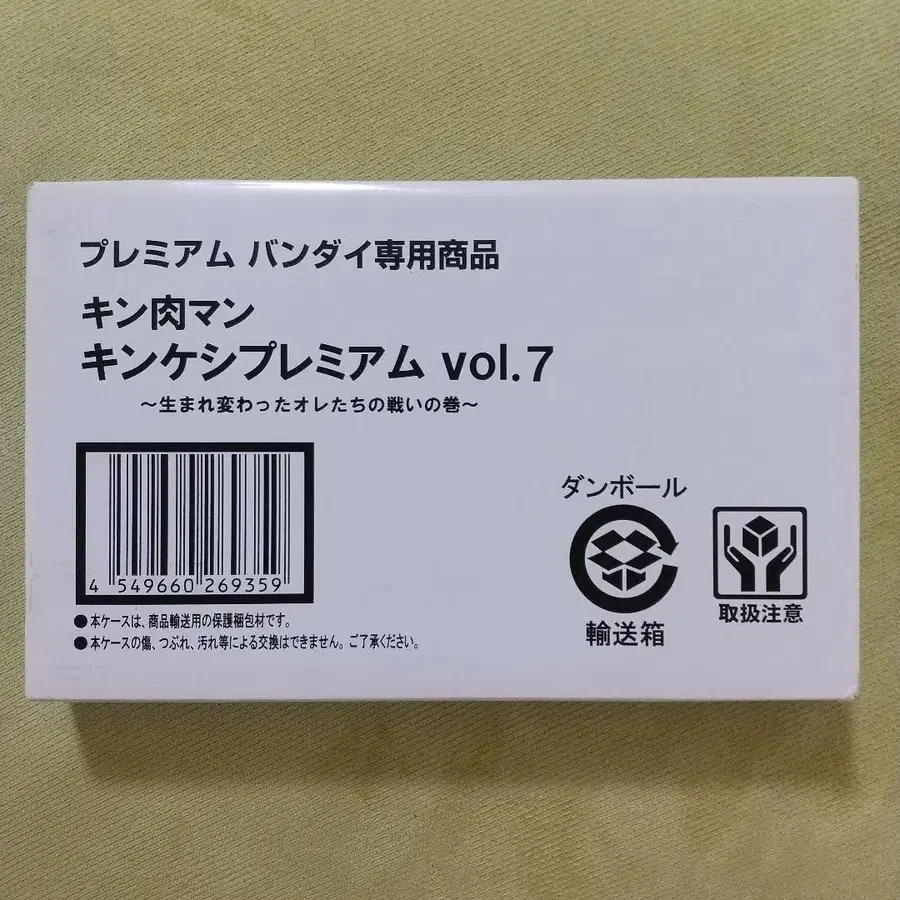 プレミアム バンダイ専用商品
キン肉マン
キンケシプレミアム vol.7
～生まれ変わったオレたちの戦いの巻～
4 549660 269359
●本ケースは、商品輸送用の保護梱包材です。
●本ケースの傷、つぶれ、汚れ等による交換はできません。ご了承ください。
ダンボール
輸送箱
取扱注意